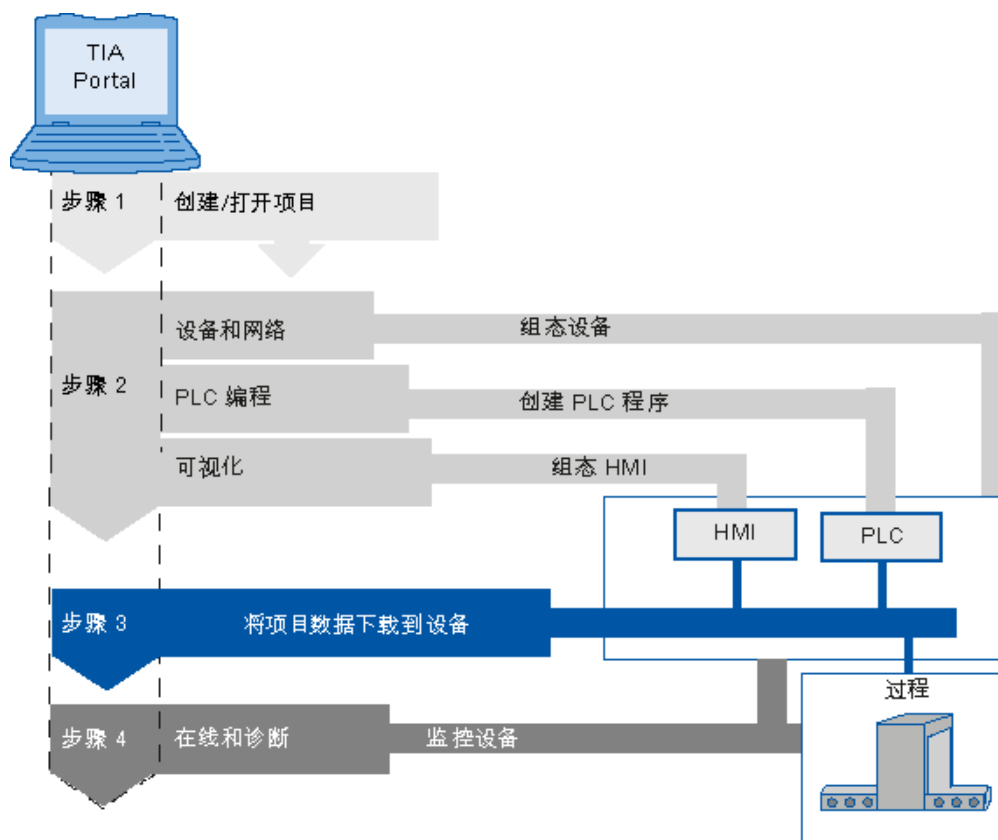 TIA
Portal
步骤 1
创建/打开项目
设备和网络
组态设备
步骤 2
PLC 编程
创建 PLC 程序
可视化
组态 HMI
HMI
PLC
步骤 3
将项目数据下载到设备
过程
步骤 4
在线和诊断
监控设备